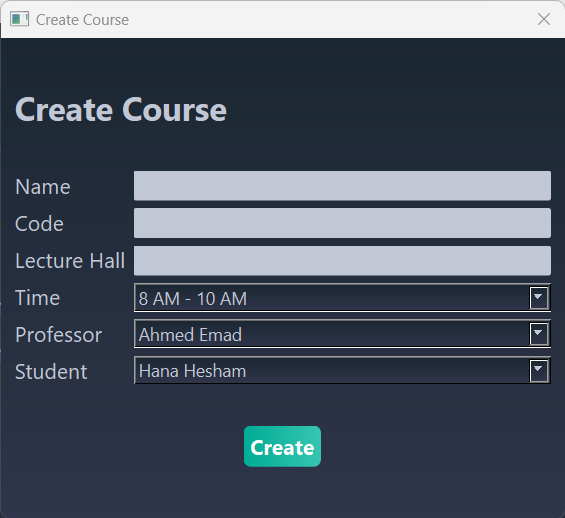 Create Course
Create Course
Name
Code
Lecture Hall
Time 8 AM - 10 AM
Professor Ahmed Emad
Student Hana Hesham
Create